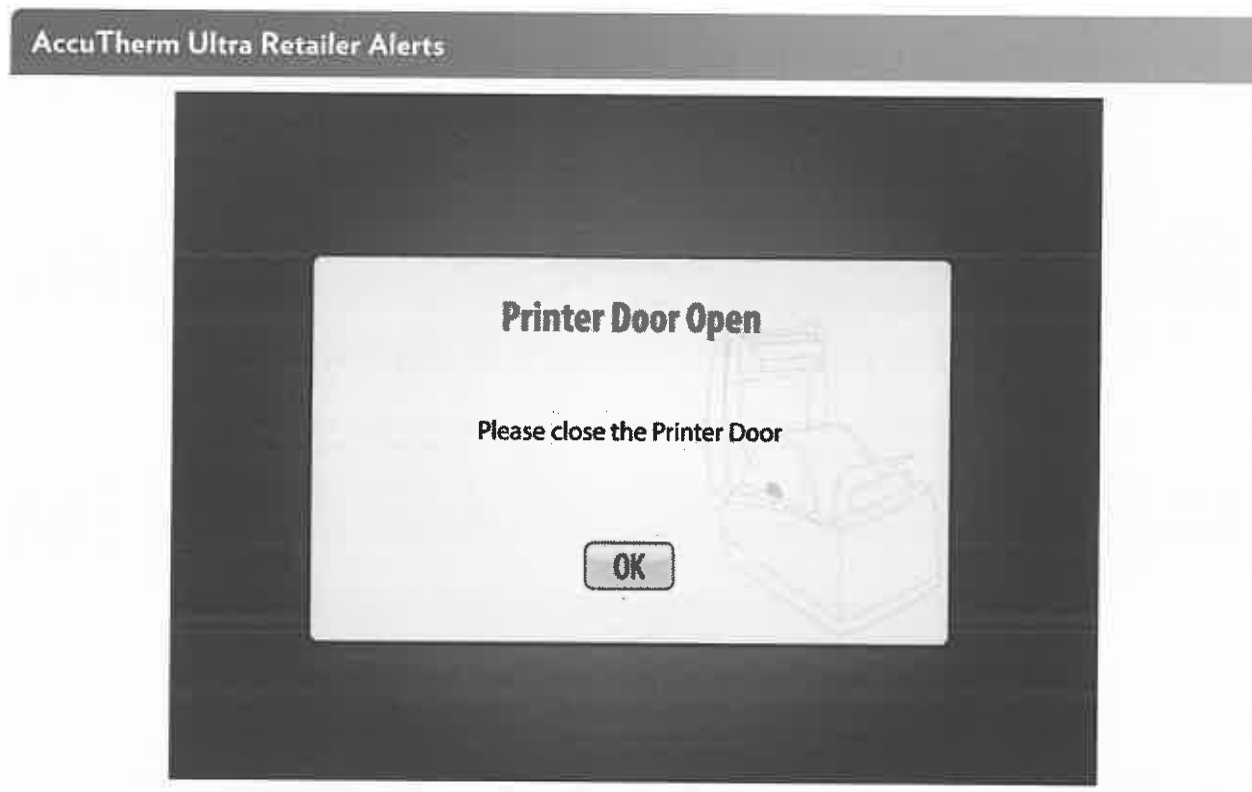 AccuTherm Ultra Retailer Alerts
Printer Door Open
Please close the Printer Door
OK